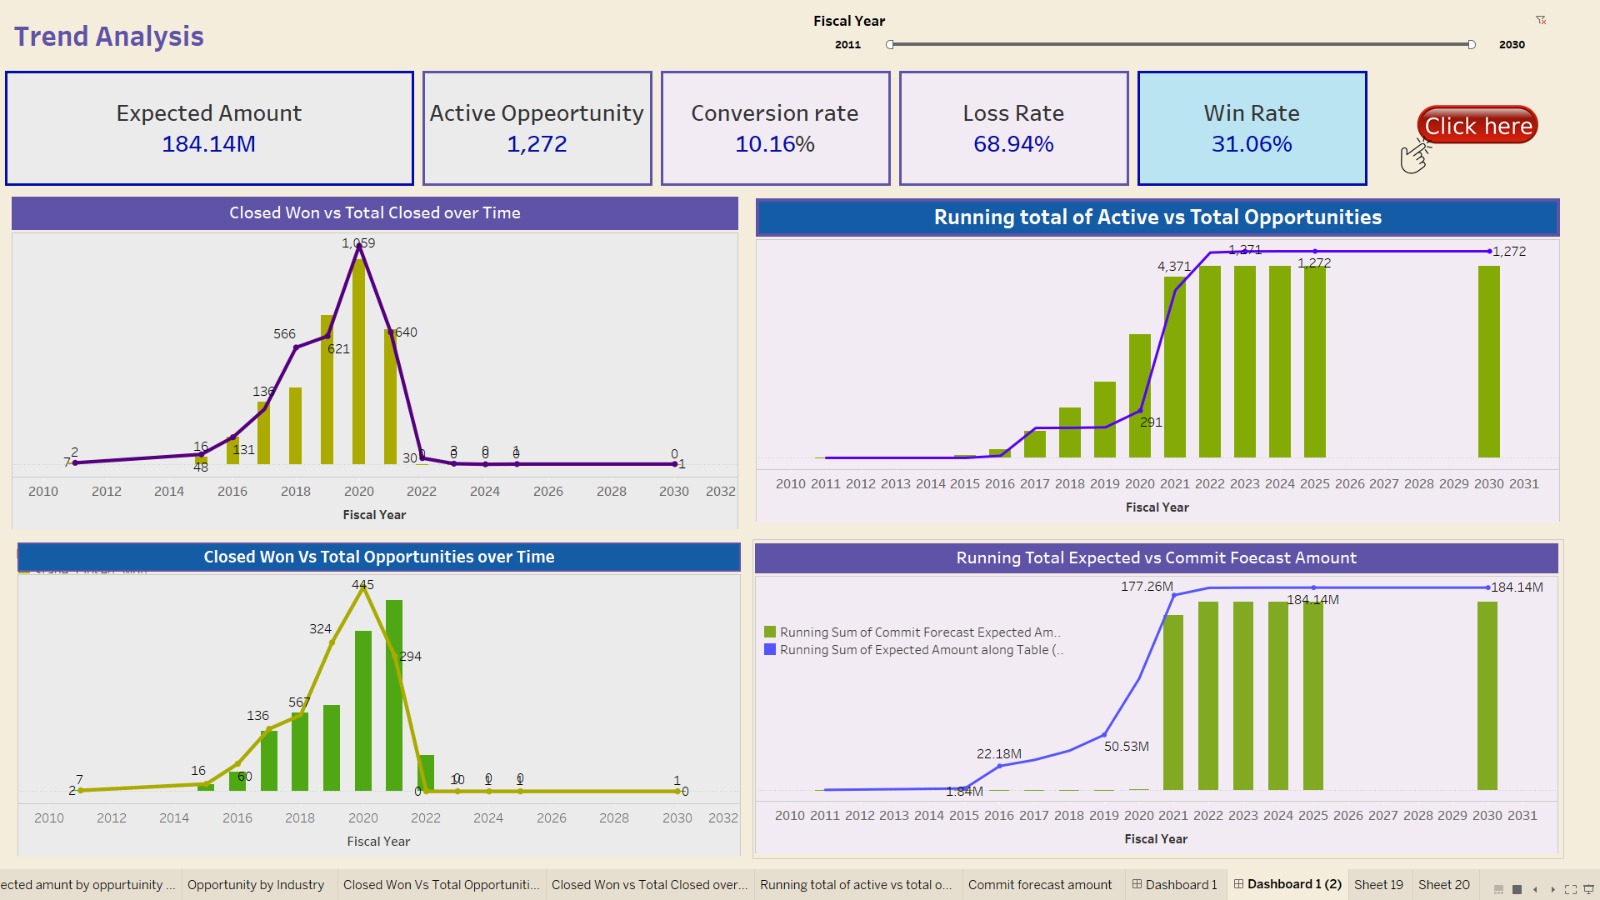 Trend Analysis
Fiscal Year
2011
2030
Expected Amount
184.14M
Active Oppeortunity
1,272
Conversion rate
10.16%
Loss Rate
68.94%
Win Rate
31.06%
Click here
Closed Won vs Total Closed over Time
1,059
566
640
621
136
131
16
48
2
7
30
0
3
0
0
0
1
0
0
1
2010 2012 2014 2016 2018 2020 2022 2024 2026 2028 2030 2032
Fiscal Year
Running total of Active vs Total Opportunities
1,271
1,272
1,272
4,371
291
2010 2011 2012 2013 2014 2015 2016 2017 2018 2019 2020 2021 2022 2023 2024 2025 2026 2027 2028 2029 2030 2031
Fiscal Year
Closed Won Vs Total Opportunities over Time
445
324
294
567
136
60
16
7
2
0
0
10
0
1
0
1
1
0
2010 2012 2014 2016 2018 2020 2022 2024 2026 2028 2030 2032
Fiscal Year
Running Total Expected vs Commit Foecast Amount
177.26M
184.14M
184.14M
Running Sum of Commit Forecast Expected Am..
Running Sum of Expected Amount along Table (..
50.53M
22.18M
1.84M
2010 2011 2012 2013 2014 2015 2016 2017 2018 2019 2020 2021 2022 2023 2024 2025 2026 2027 2028 2029 2030 2031
Fiscal Year
ected amunt by oppurtuinity ...
Opportunity by Industry
Closed Won Vs Total Opportuniti...
Closed Won vs Total Closed over...
Running total of active vs total o...
Commit forecast amount
Dashboard 1
Dashboard 1 (2)
Sheet 19
Sheet 20